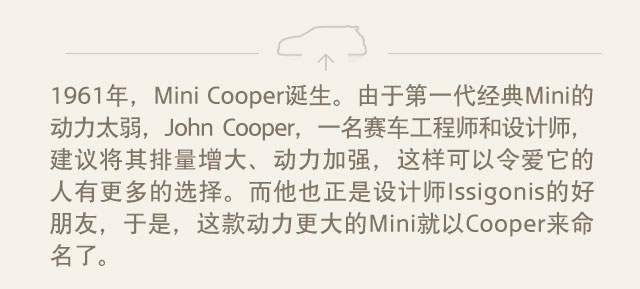 1961年，Mini Cooper诞生。由于第一代经典Mini的
动力太弱，John Cooper，一名赛车工程师和设计师，
建议将其排量增大、动力加强，这样可以令爱它的
人有更多的选择。而他也正是设计师Issigonis的好
朋友，于是，这款动力更大的Mini就以Cooper来命
名了。